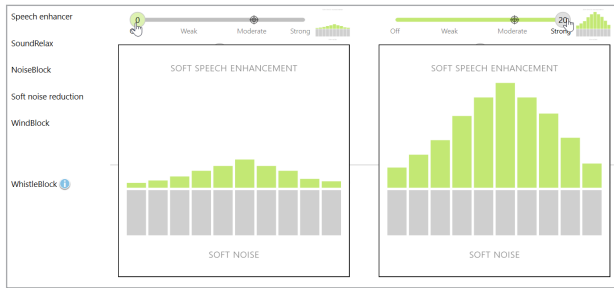 Speech enhancer
0
Weak
Moderate
Strong
20
Off
Weak
Moderate
Strong
SoundRelax
NoiseBlock
Soft noise reduction
WindBlock
WhistleBlock i
SOFT SPEECH ENHANCEMENT
SOFT NOISE
SOFT SPEECH ENHANCEMENT
SOFT NOISE